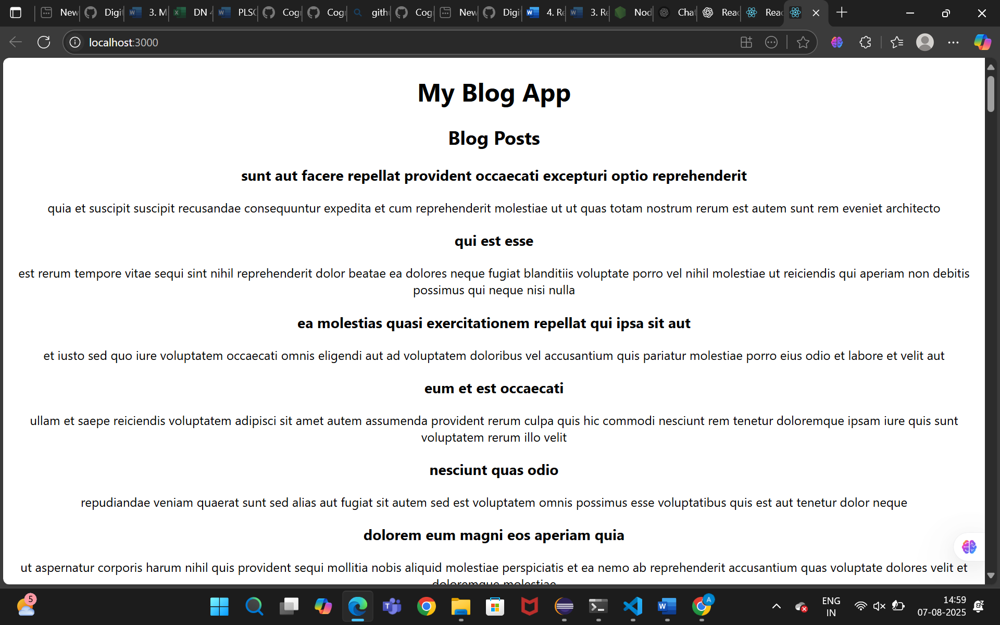 New
Digi
3. M
DN 4
PLSC
Cog
Cog
gith
Cog
New
Digi
4. Re
3. Re
Nod
Chat
Reac
Reac
localhost:3000
My Blog App
Blog Posts
sunt aut facere repellat provident occaecati excepturi optio reprehenderit
quia et suscipit suscipit recusandae consequuntur expedita et cum reprehenderit molestiae ut ut quas totam nostrum rerum est autem sunt rem eveniet architecto
qui est esse
est rerum tempore vitae sequi sint nihil reprehenderit dolor beatae ea dolores neque fugiat blanditiis voluptate porro vel nihil molestiae ut reiciendis qui aperiam non debitis
possimus qui neque nisi nulla
ea molestias quasi exercitationem repellat qui ipsa sit aut
et iusto sed quo iure voluptatem occaecati omnis eligendi aut ad voluptatem doloribus vel accusantium quis pariatur molestiae porro eius odio et labore et velit aut
eum et est occaecati
ullam et saepe reiciendis voluptatem adipisci sit amet autem assumenda provident rerum culpa quis hic commodi nesciunt rem tenetur doloremque ipsam iure quis sunt
voluptatem rerum illo velit
nesciunt quas odio
repudiandae veniam quaerat sunt sed alias aut fugiat sit autem sed est voluptatem omnis possimus esse voluptatibus quis est aut tenetur dolor neque
dolorem eum magni eos aperiam quia
ut aspernatur corporis harum nihil quis provident sequi mollitia nobis aliquid molestiae perspiciatis et ea nemo ab reprehenderit accusantium quas voluptate dolores velit et
doloremque molestiae
5
A
ENG
IN
14:59
07-08-2025